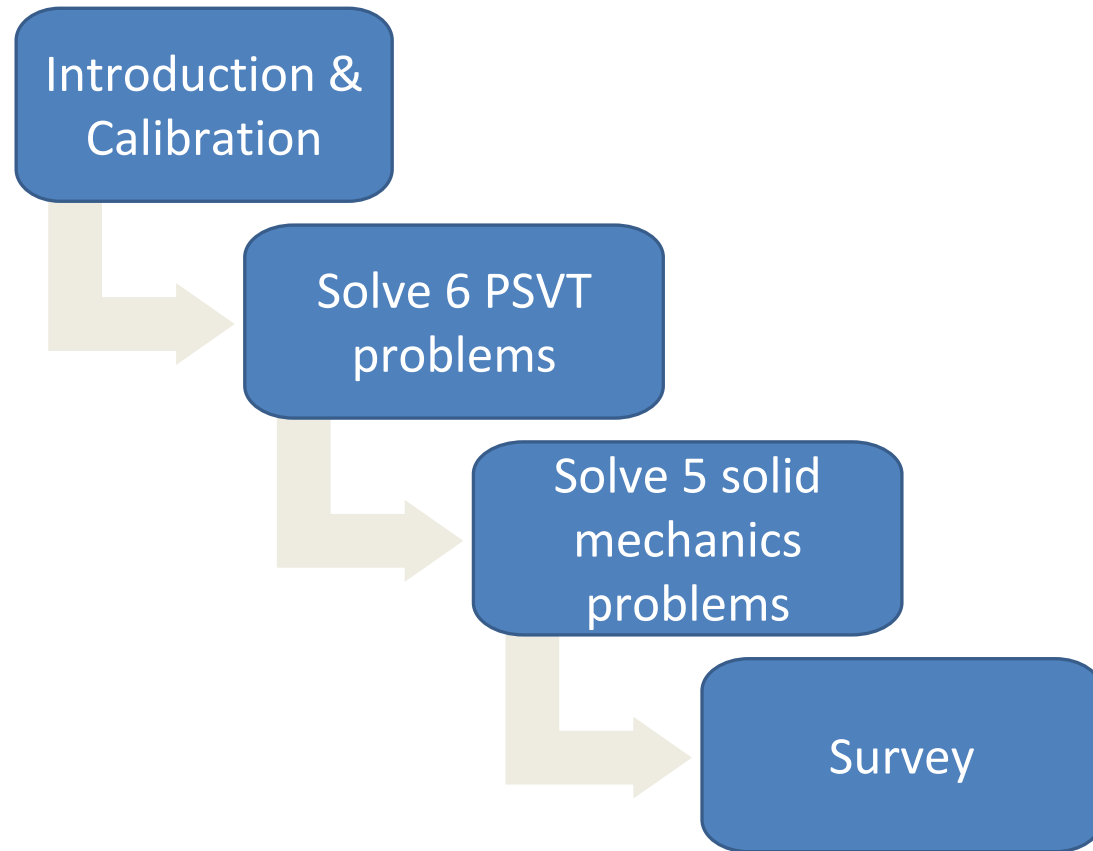 Introduction &
Calibration
Solve 6 PSVT
problems
Solve 5 solid
mechanics
problems
Survey